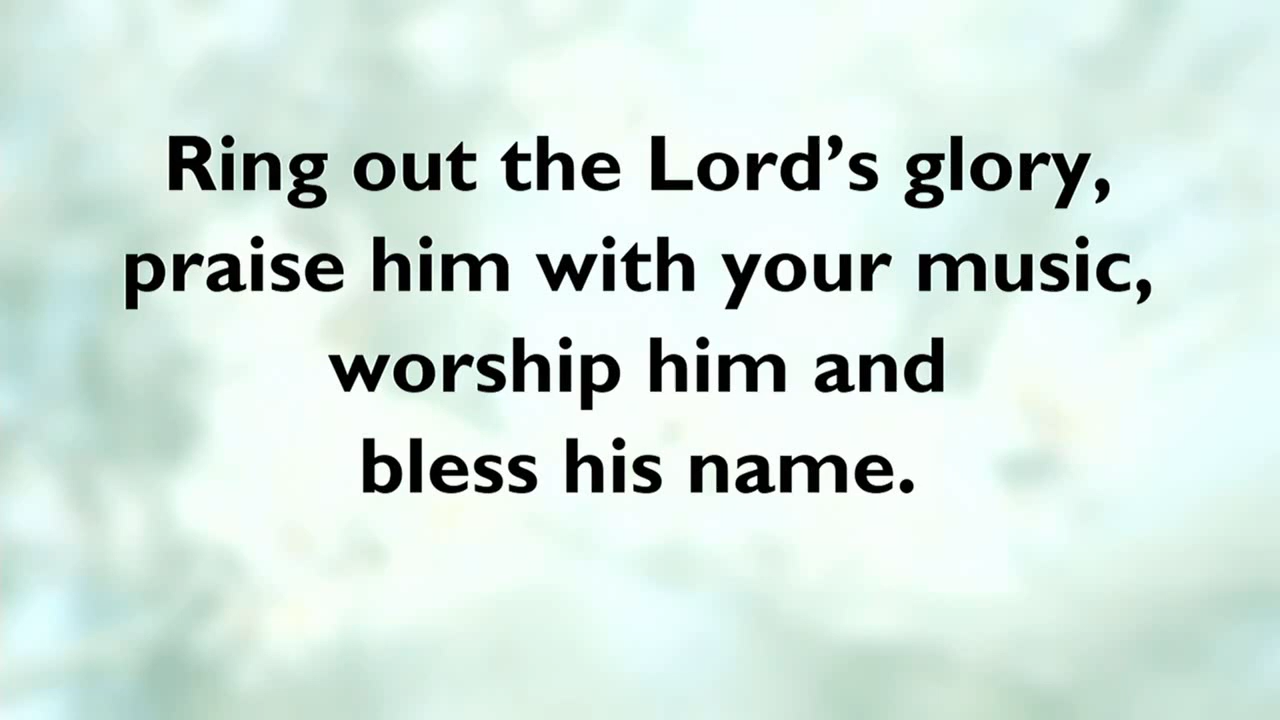 Ring out the Lord’s glory,
praise him with your music,
worship him and
bless his name.